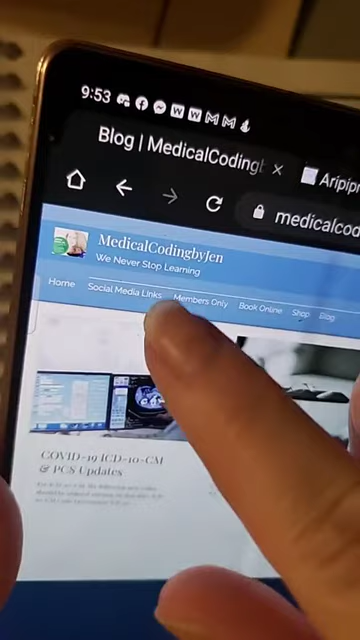 9:53
Blog | MedicalCodingb
Aripipr
medicalcod
MedicalCodingbyJen
We Never Stop Learning
Home Social Media Links Members Only Book Online Shop Blog
COVID-19 ICD-10-CM
& PCS Updates